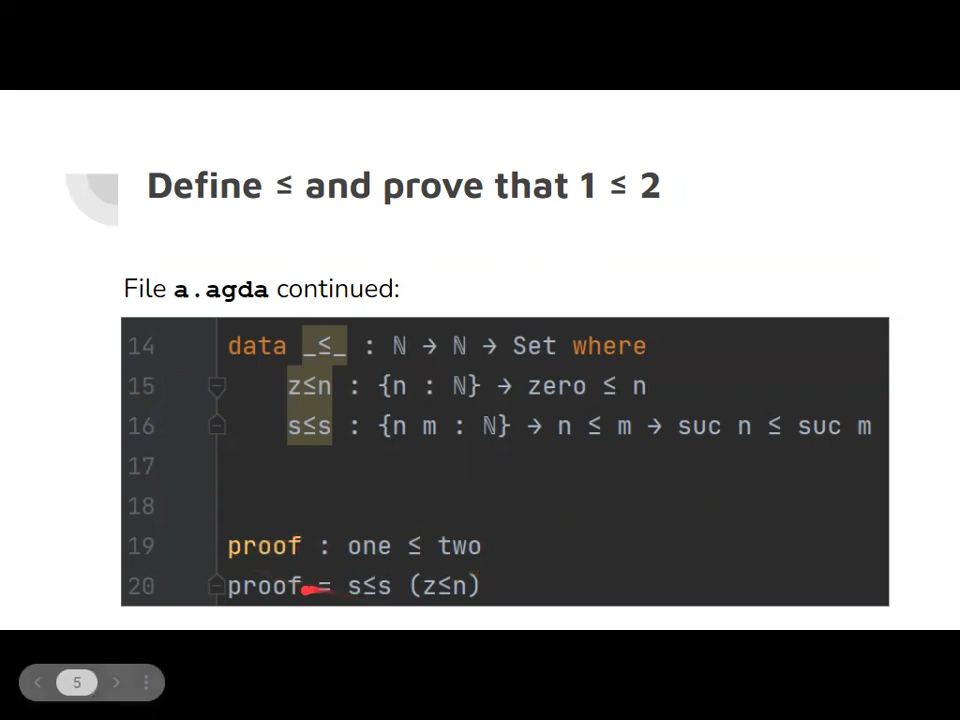 Define ≤ and prove that 1 ≤ 2
File a.agda continued:
14 data _≤_ : ℕ → ℕ → Set where
15 z≤n : {n : ℕ} → zero ≤ n
16 s≤s : {n m : ℕ} → n ≤ m → suc n ≤ suc m
17
18
19 proof : one ≤ two
20 proof = s≤s (z≤n)
5